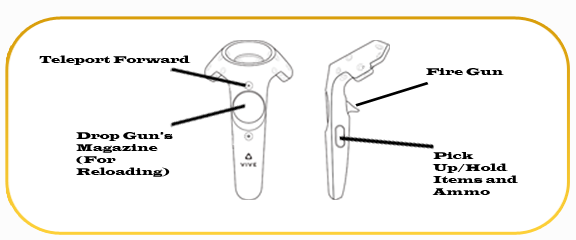 Teleport Forward
Fire Gun
Drop Gun's
Magazine
(For
Reloading)
VIVE
Pick
Up/Hold
Items and
Ammo